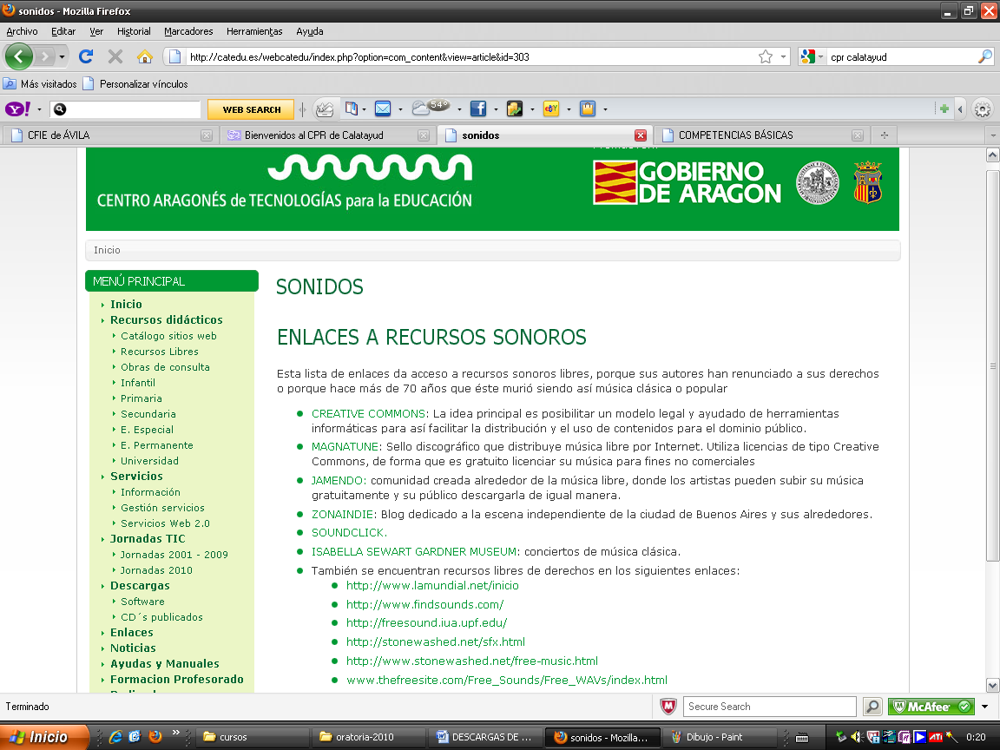 sonidos - Mozilla Firefox
Archivo Editar Ver Historial Marcadores Herramientas Ayuda
http://catedu.es/webcatedu/index.php?option=com_content&view=article&id=303
cpr calatayud
Más visitados Personalizar vínculos
Y! WEB SEARCH 54°
CFIE de ÁVILA Bienvenidos al CPR de Calatayud sonidos COMPETENCIAS BÁSICAS
CENTRO ARAGONÉS de TECNOLOGÍAS para la EDUCACIÓN
GOBIERNO
DE ARAGON
Inicio
MENÚ PRINCIPAL
Inicio
Recursos didácticos
Catálogo sitios web
Recursos Libres
Obras de consulta
Infantil
Primaria
Secundaria
E. Especial
E. Permanente
Universidad
Servicios
Información
Gestión servicios
Servicios Web 2.0
Jornadas TIC
Jornadas 2001 - 2009
Jornadas 2010
Descargas
Software
CD´s publicados
Enlaces
Noticias
Ayudas y Manuales
Formacion Profesorado
SONIDOS
ENLACES A RECURSOS SONOROS
Esta lista de enlaces da acceso a recursos sonoros libres, porque sus autores han renunciado a sus derechos
o porque hace más de 70 años que éste murió siendo así música clásica o popular
CREATIVE COMMONS: La idea principal es posibilitar un modelo legal y ayudado de herramientas
informáticas para así facilitar la distribución y el uso de contenidos para el dominio público.
MAGNATUNE: Sello discográfico que distribuye música libre por Internet. Utiliza licencias de tipo Creative
Commons, de forma que es gratuito licenciar su música para fines no comerciales
JAMENDO: comunidad creada alrededor de la música libre, donde los artistas pueden subir su música
gratuitamente y su público descargarla de igual manera.
ZONAINDIE: Blog dedicado a la escena independiente de la ciudad de Buenos Aires y sus alrededores.
SOUNDCLICK.
ISABELLA SEWART GARDNER MUSEUM: conciertos de música clásica.
También se encuentran recursos libres de derechos en los siguientes enlaces:
http://www.lamundial.net/inicio
http://www.findsounds.com/
http://freesound.iua.upf.edu/
http://stonewashed.net/sfx.html
http://www.stonewashed.net/free-music.html
www.thefreesite.com/Free_Sounds/Free_WAVs/index.html
Terminado Secure Search McAfee
Inicio » cursos oratoria-2010 DESCARGAS DE ... sonidos - Mozilla... Dibujo - Paint ATI 0:20